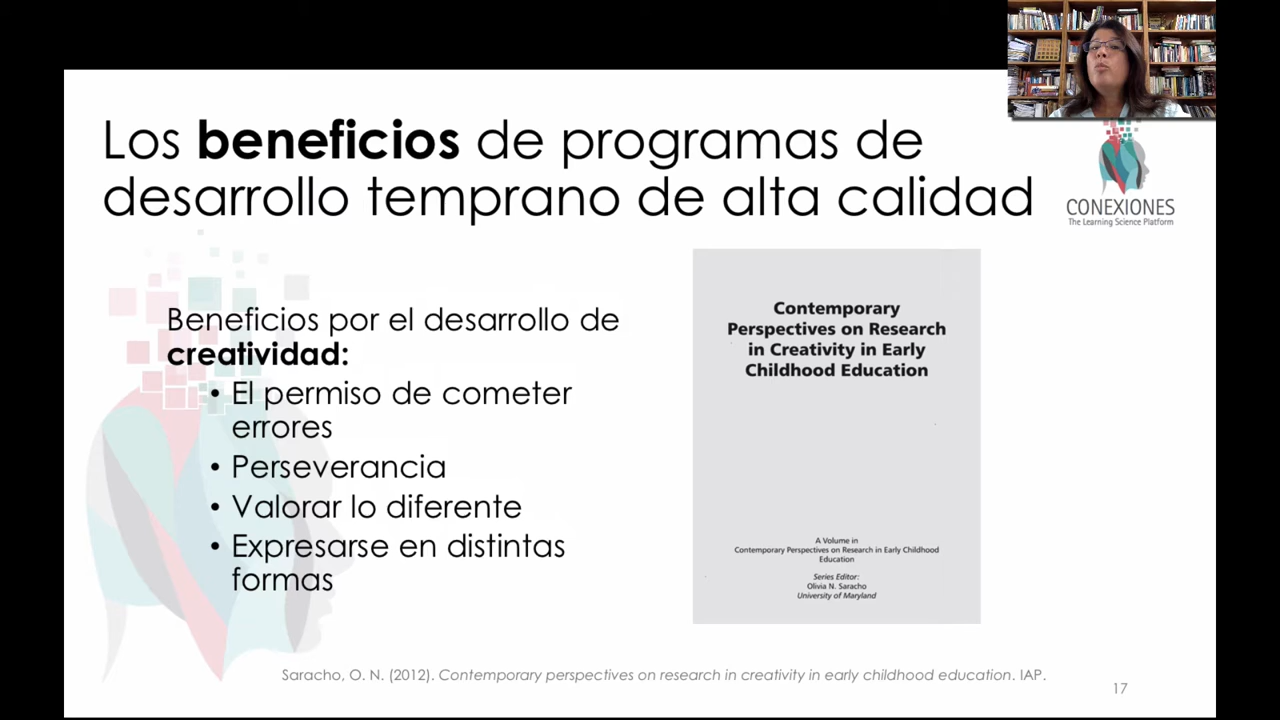 Los beneficios de programas de
desarrollo temprano de alta calidad
CONEXIONES
The Learning Science Platform
Beneficios por el desarrollo de
creatividad:
• El permiso de cometer
errores
• Perseverancia
• Valorar lo diferente
• Expresarse en distintas
formas
Contemporary
Perspectives on Research
in Creativity in Early
Childhood Education
A Volume in
Contemporary Perspectives on Research in Early Childhood
Education
Series Editor:
Olivia N. Saracho
University of Maryland
Saracho, O. N. (2012). Contemporary perspectives on research in creativity in early childhood education. IAP.
17